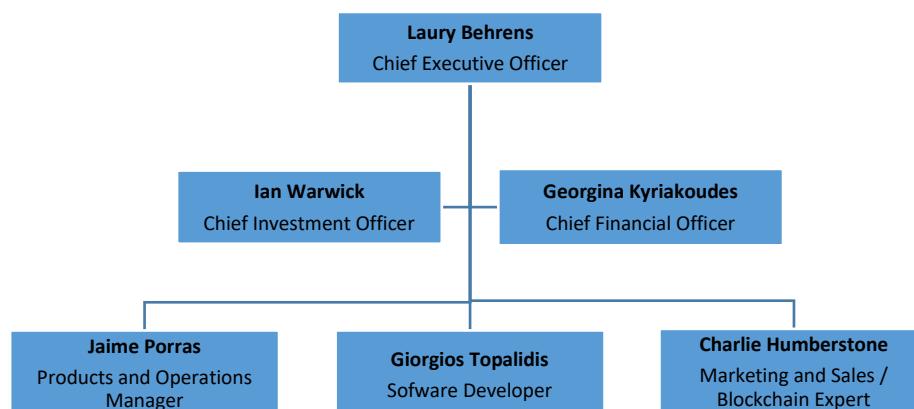 Laury Behrens
Chief Executive Officer
Ian Warwick
Chief Investment Officer
Georgina Kyriakoudes
Chief Financial Officer
Jaime Porras
Products and Operations
Manager
Giorgios Topalidis
Sofware Developer
Charlie Humberstone
Marketing and Sales /
Blockchain Expert